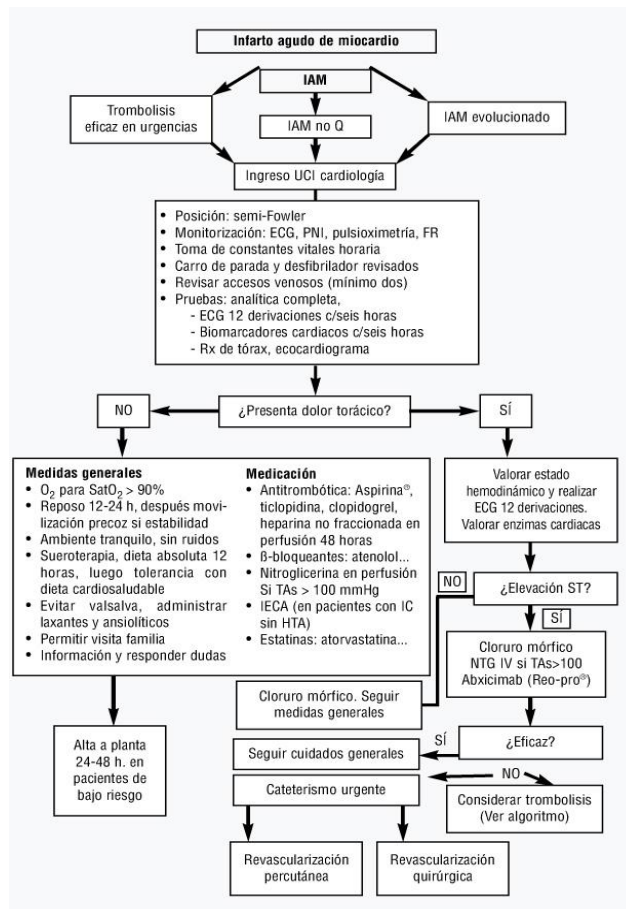 Infarto agudo de miocardio
IAM
Trombolisis
eficaz en urgencias
IAM no Q
IAM evolucionado
Ingreso UCI cardiología
• Posición: semi-Fowler
• Monitorización: ECG, PNI, pulsioximetría, FR
• Toma de constantes vitales horaria
• Carro de parada y desfibrilador revisados
• Revisar accesos venosos (mínimo dos)
• Pruebas: analítica completa,
- ECG 12 derivaciones c/seis horas
- Biomarcadores cardiacos c/seis horas
- Rx de tórax, ecocardiograma
NO
¿Presenta dolor torácico?
SÍ
Medidas generales
• O₂ para SatO₂ > 90%
• Reposo 12-24 h, después movi-
lización precoz si estabilidad
• Ambiente tranquilo, sin ruidos
• Sueroterapia, dieta absoluta 12
horas, luego tolerancia con
dieta cardiosaludable
• Evitar valsalva, administrar
laxantes y ansiolíticos
• Permitir visita familia
• Información y responder dudas
Medicación
• Antitrombótica: Aspirina®,
ticlopidina, clopidogrel,
heparina no fraccionada en
perfusión 48 horas
• ß-bloqueantes: atenolol...
• Nitroglicerina en perfusión
Si TAs > 100 mmHg
• IECA (en pacientes con IC
sin HTA)
• Estatinas: atorvastatina...
Valorar estado
hemodinámico y realizar
ECG 12 derivaciones.
Valorar enzimas cardiacas
NO
¿Elevación ST?
SÍ
Cloruro mórfico
NTG IV si TAs>100
Abxicimab (Reo-pro®)
Cloruro mórfico. Seguir
medidas generales
Alta a planta
24-48 h. en
pacientes de
bajo riesgo
SÍ
¿Eficaz?
Seguir cuidados generales
NO
Cateterismo urgente
Considerar trombolisis
(Ver algoritmo)
Revascularización
percutánea
Revascularización
quirúrgica